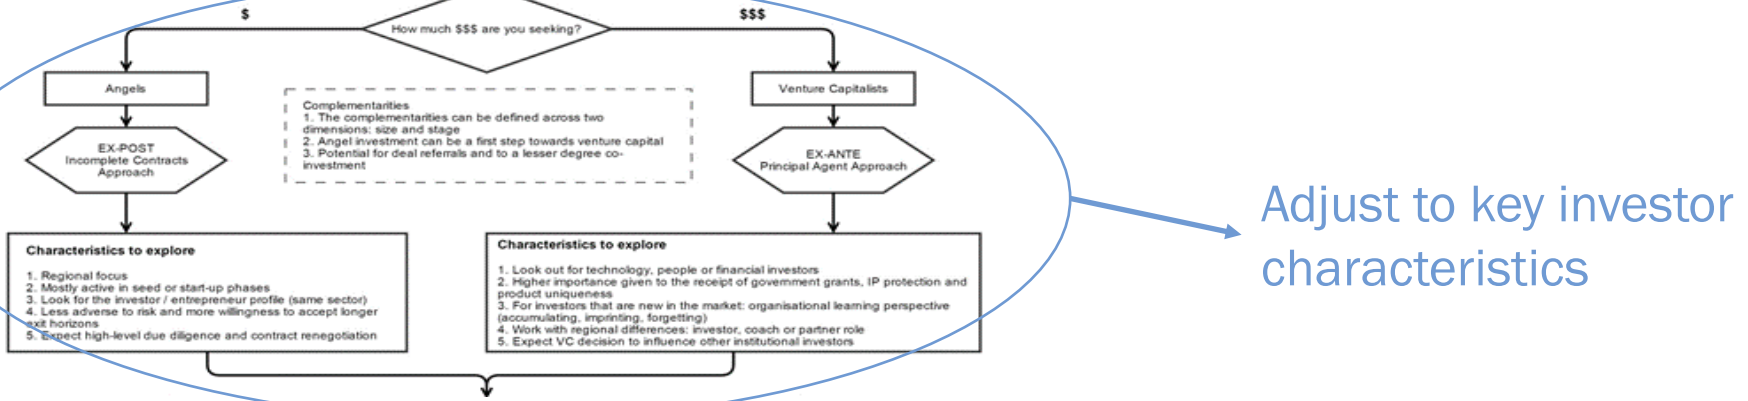 $
$$$
How much $$$ are you seeking?
Angels
Venture Capitalists
Complementarities
1. The complementarities can be defined across two
dimensions: size and stage
2. Angel investment can be a first step towards venture capital
3. Potential for deal referrals and to a lesser degree co-
investment
EX-POST
Incomplete Contracts
Approach
EX-ANTE
Principal Agent Approach
Characteristics to explore
1. Regional focus
2. Mostly active in seed or start-up phases
3. Look for the investor / entrepreneur profile (same sector)
4. Less adverse to risk and more willingness to accept longer
exit horizons
5. Expect high-level due diligence and contract renegotiation
Characteristics to explore
1. Look out for technology, people or financial investors
2. Higher importance given to the receipt of government grants, IP protection and
product uniqueness
3. For investors that are new in the market: organisational learning perspective
(accumulating, imprinting, forgetting)
4. Work with regional differences: investor, coach or partner role
5. Expect VC decision to influence other institutional investors
Adjust to key investor
characteristics